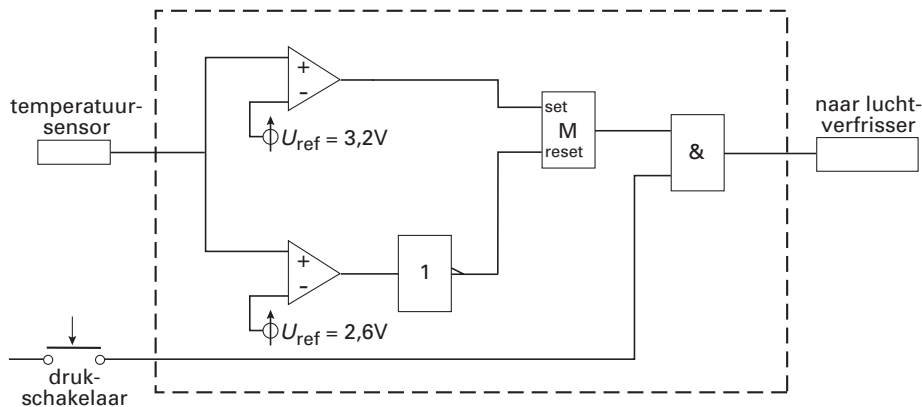 temperatuur-
sensor
+
-
U_ref = 3,2V
set
M
reset
&
naar lucht-
verfrisser
+
-
U_ref = 2,6V
1
druk-
schakelaar